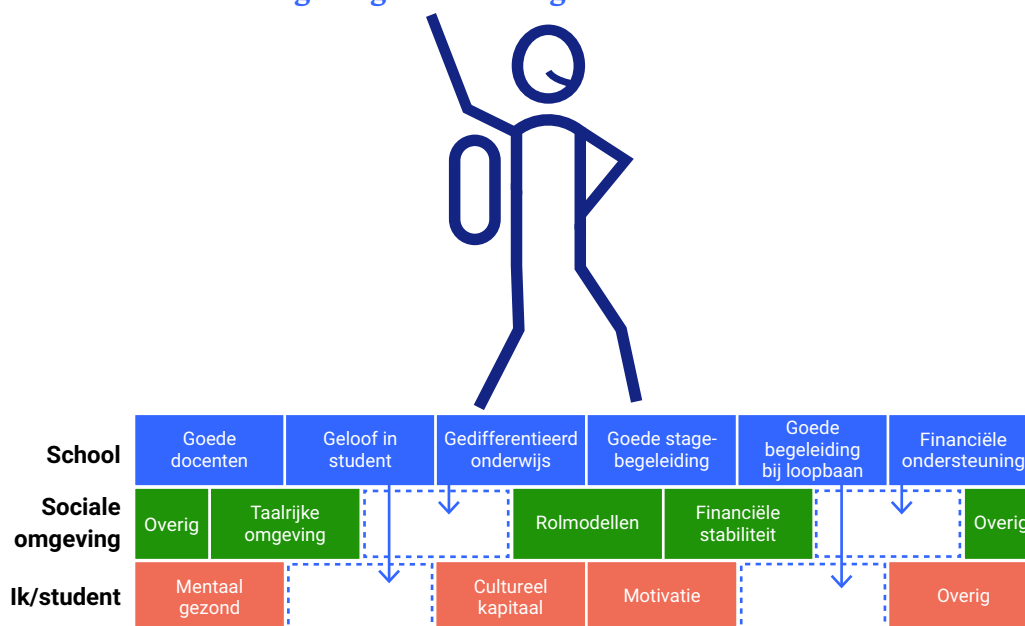 School
Goede
docenten
Geloof in
student
Gedifferentieerd
onderwijs
Goede stage-
begeleiding
Goede
begeleiding
bij loopbaan
Financiële
ondersteuning
Sociale
omgeving
Overig
Taalrijke
omgeving
Rolmodellen
Financiële
stabiliteit
Overig
Ik/student
Mentaal
gezond
Cultureel
kapitaal
Motivatie
Overig